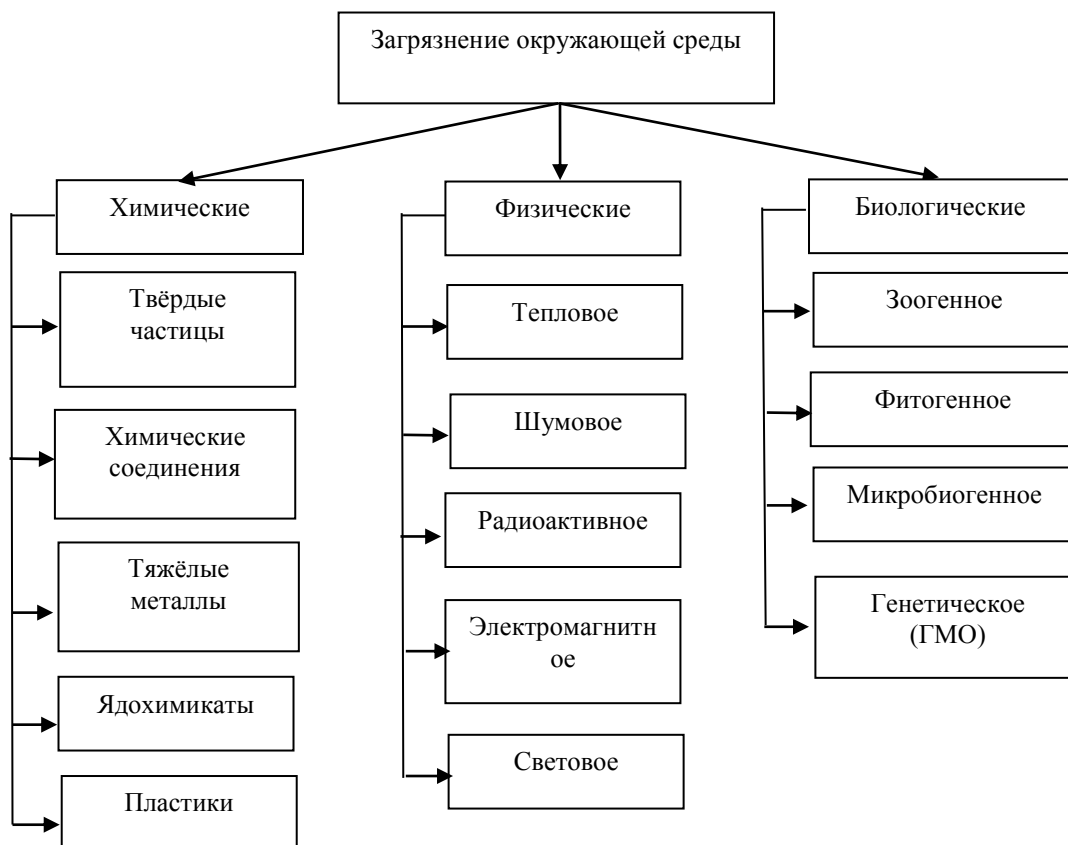 Загрязнение окружающей среды
Химические
Твёрдые
частицы
Химические
соединения
Тяжёлые
металлы
Ядохимикаты
Пластики
Физические
Тепловое
Шумовое
Радиоактивное
Электромагнитн
ое
Световое
Биологические
Зоогенное
Фитогенное
Микробиогенное
Генетическое
(ГМО)